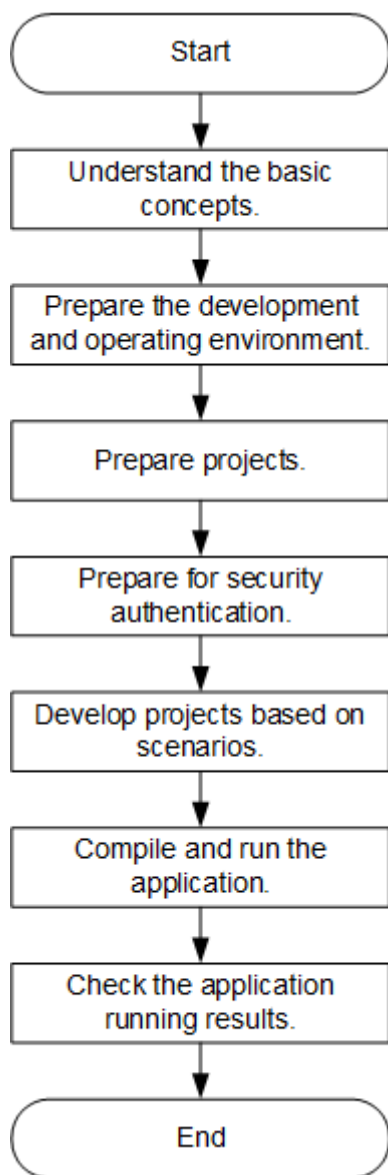 Start
Understand the basic
concepts.
Prepare the development
and operating environment.
Prepare projects.
Prepare for security
authentication.
Develop projects based on
scenarios.
Compile and run the
application.
Check the application
running results.
End